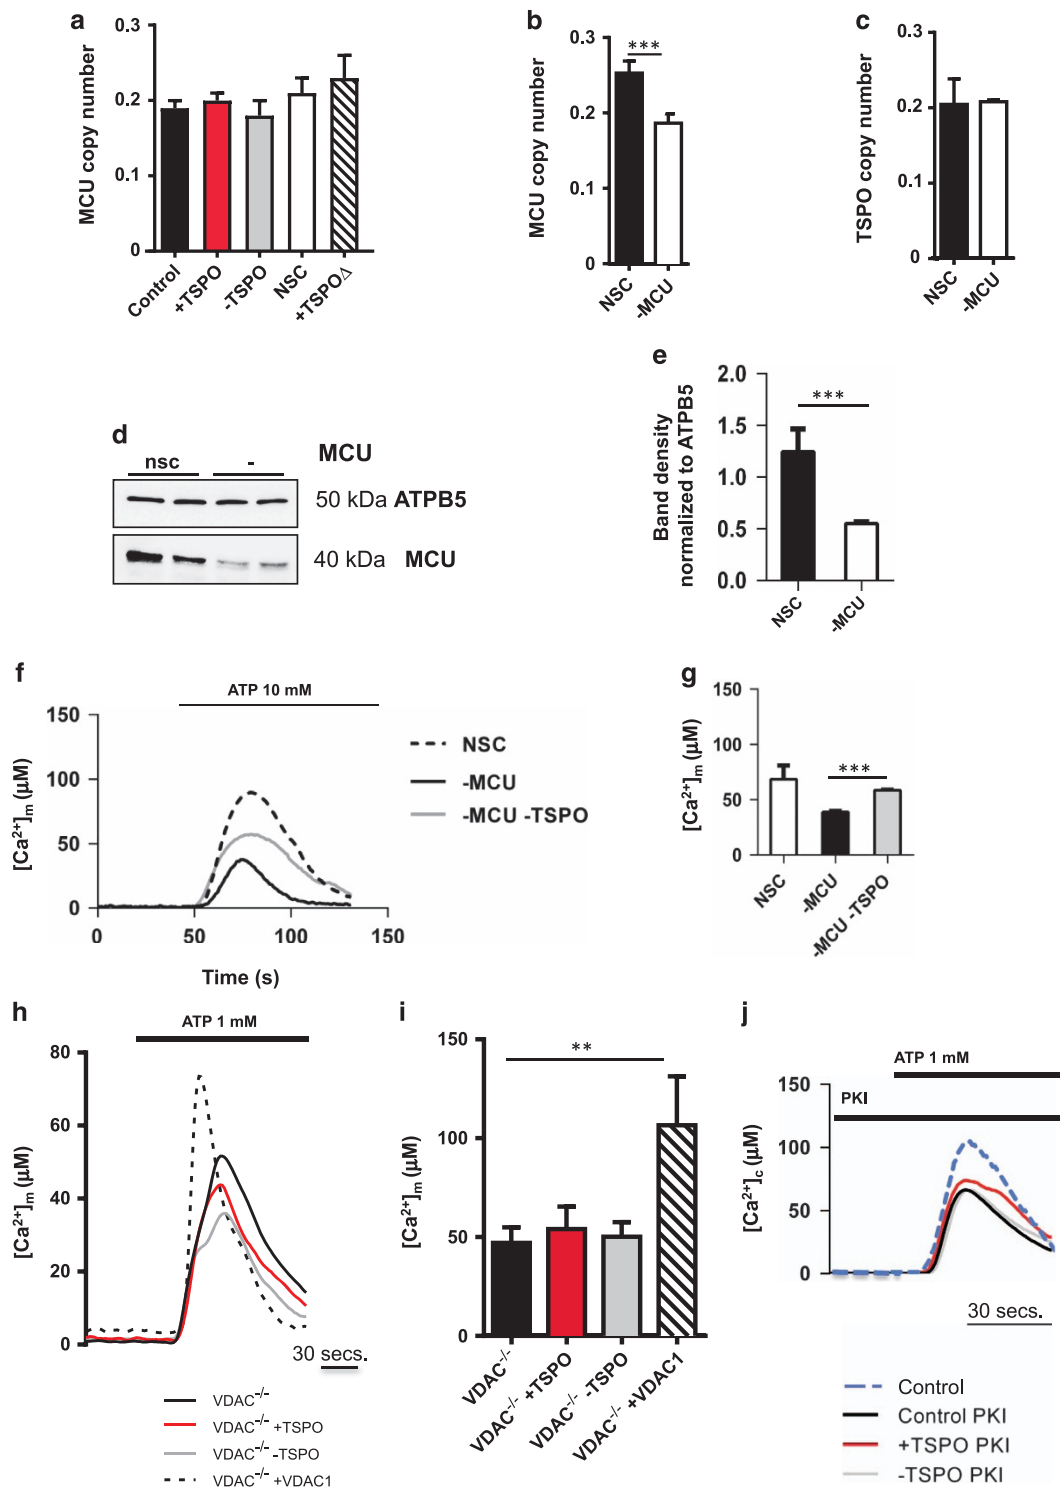 a
MCU copy number
0.3
0.2
0.1
0
Control
+TSPO
-TSPO
NSC
+TSPOΔ
b
MCU copy number
0.3
0.2
0.1
0
***
NSC
-MCU
c
TSPO copy number
0.3
0.2
0.1
0
NSC
-MCU
d
nsc
-
MCU
50 kDa ATPB5
40 kDa MCU
e
Band density
normalized to ATPB5
2.0
1.5
1.0
0.5
0.0
***
NSC
-MCU
f
ATP 10 mM
[Ca²⁺]m (µM)
150
100
50
0
0
50
100
150
Time (s)
NSC
-MCU
-MCU -TSPO
g
[Ca²⁺]m (µM)
150
100
50
0
***
NSC
-MCU
-MCU -TSPO
h
ATP 1 mM
[Ca²⁺]m (µM)
80
60
40
20
0
30 secs.
VDAC⁻/⁻
VDAC⁻/⁻ +TSPO
VDAC⁻/⁻ -TSPO
VDAC⁻/⁻ +VDAC1
i
[Ca²⁺]m (µM)
150
100
50
0
**
VDAC⁻/⁻
VDAC⁻/⁻ +TSPO
VDAC⁻/⁻ -TSPO
VDAC⁻/⁻ +VDAC1
j
ATP 1 mM
PKI
[Ca²⁺]c (µM)
150
100
50
0
30 secs.
Control
Control PKI
+TSPO PKI
-TSPO PKI